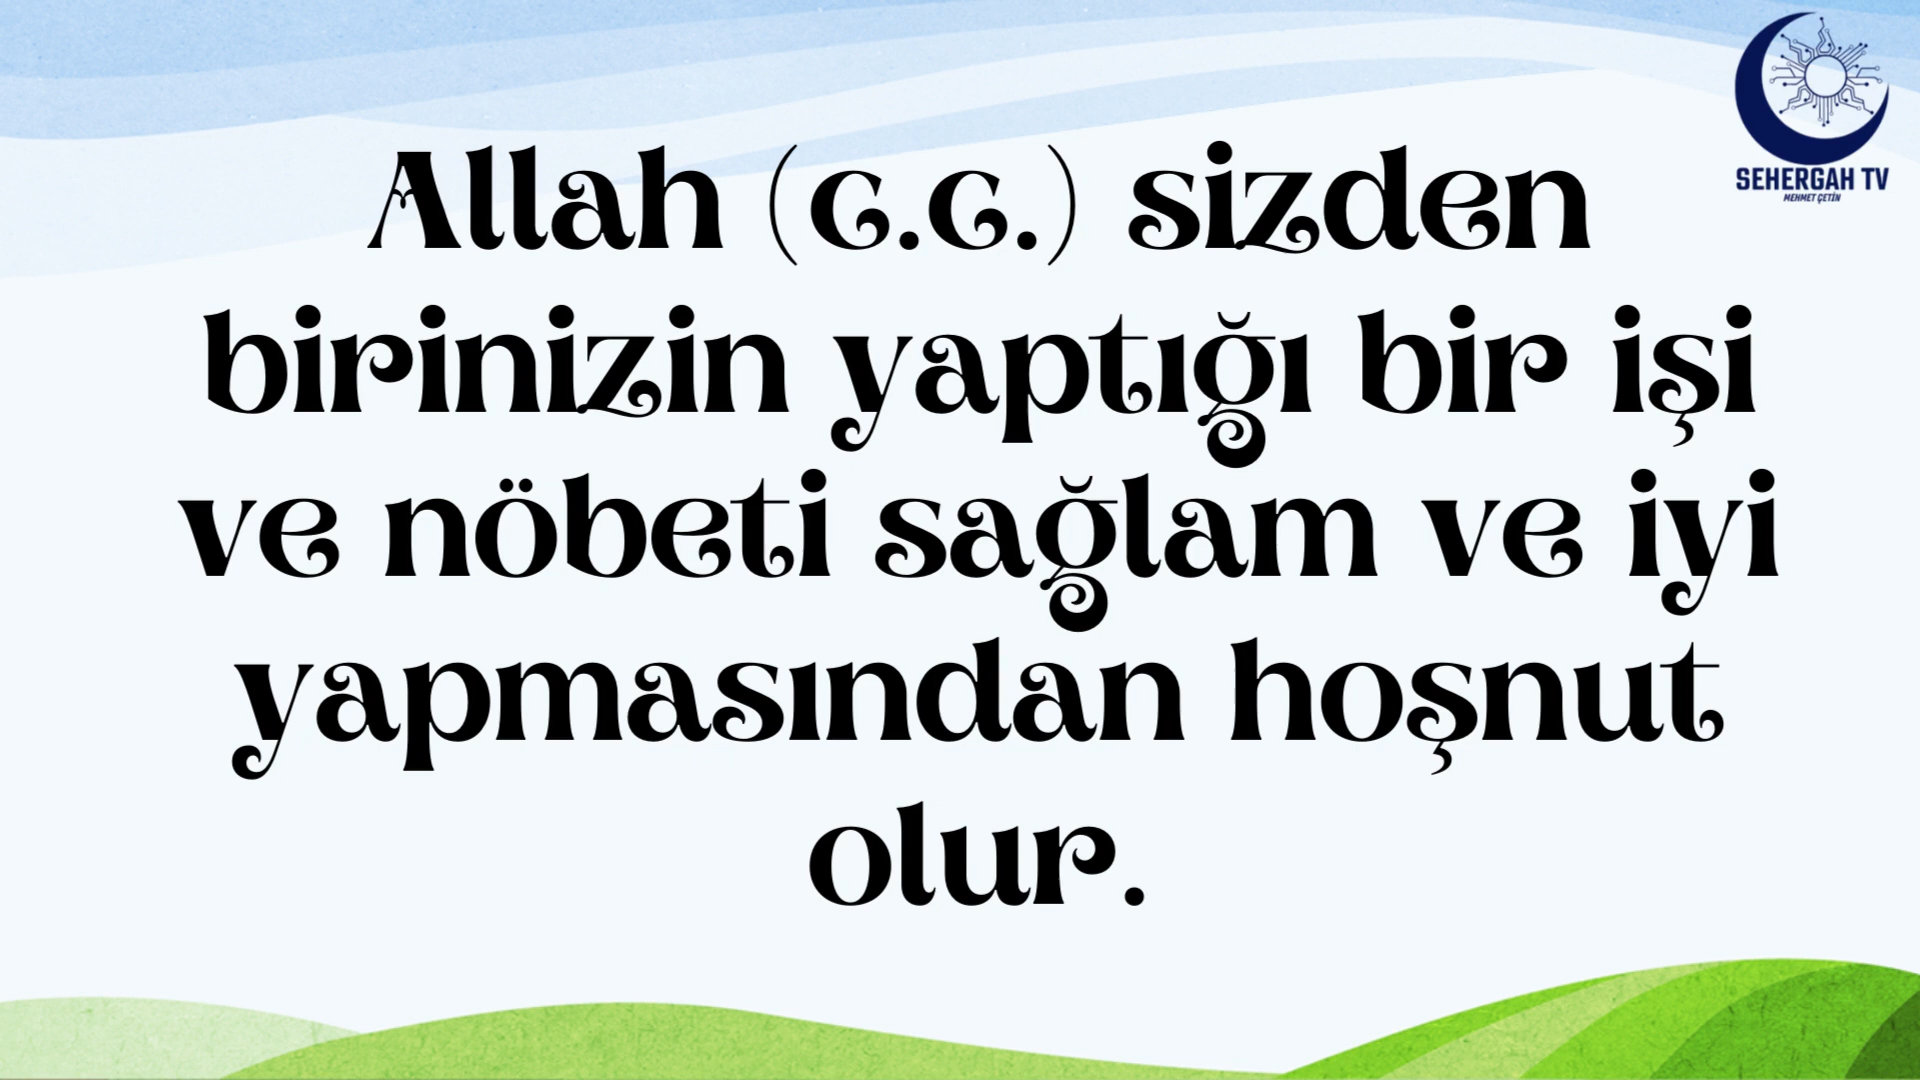 SEHERGAH TV
MEHMET ÇETİN
Allah (c.c.) sizden
birinizin yaptığı bir işi
ve nöbeti sağlam ve iyi
yapmasından hoşnut
olur.